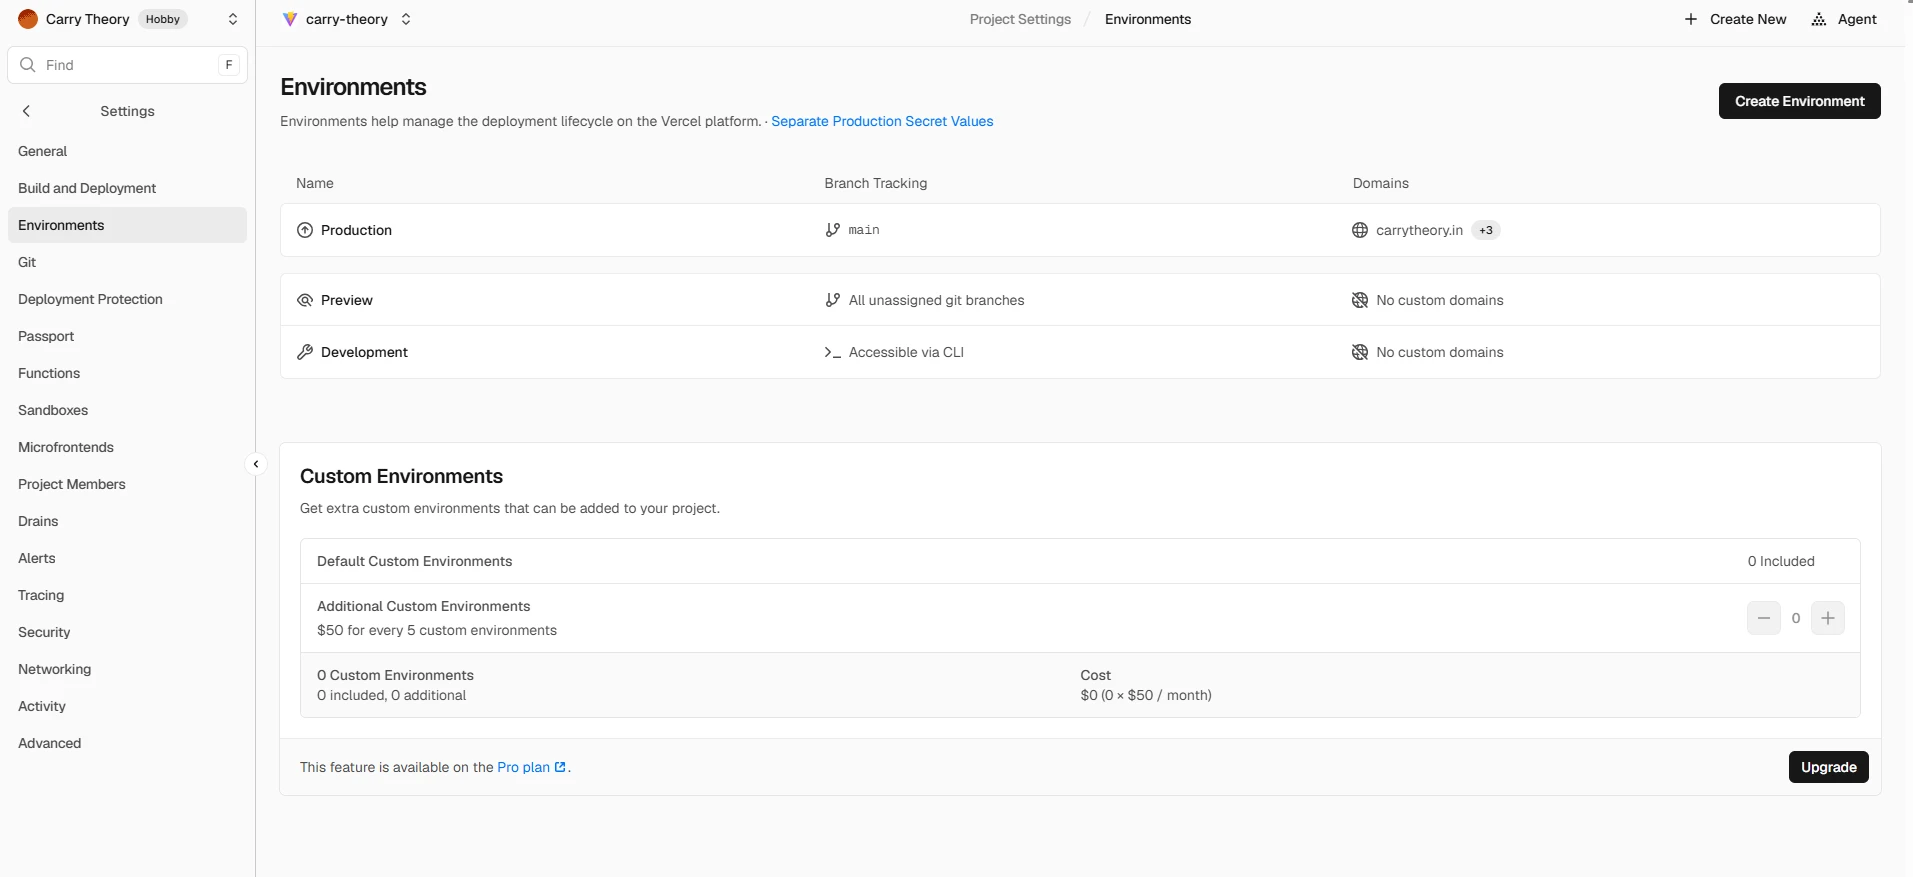 Carry Theory Hobby
carry-theory
Project Settings / Environments
Create New
Agent
Find F
Settings
General
Build and Deployment
Environments
Git
Deployment Protection
Passport
Functions
Sandboxes
Microfrontends
Project Members
Drains
Alerts
Tracing
Security
Networking
Activity
Advanced
Environments
Environments help manage the deployment lifecycle on the Vercel platform. · Separate Production Secret Values
Create Environment
Name Branch Tracking Domains
Production main carrytheory.in +3
Preview All unassigned git branches No custom domains
Development Accessible via CLI No custom domains
Custom Environments
Get extra custom environments that can be added to your project.
Default Custom Environments 0 Included
Additional Custom Environments
$50 for every 5 custom environments
0
0 Custom Environments Cost
0 included, 0 additional $0 (0 × $50 / month)
This feature is available on the Pro plan .
Upgrade